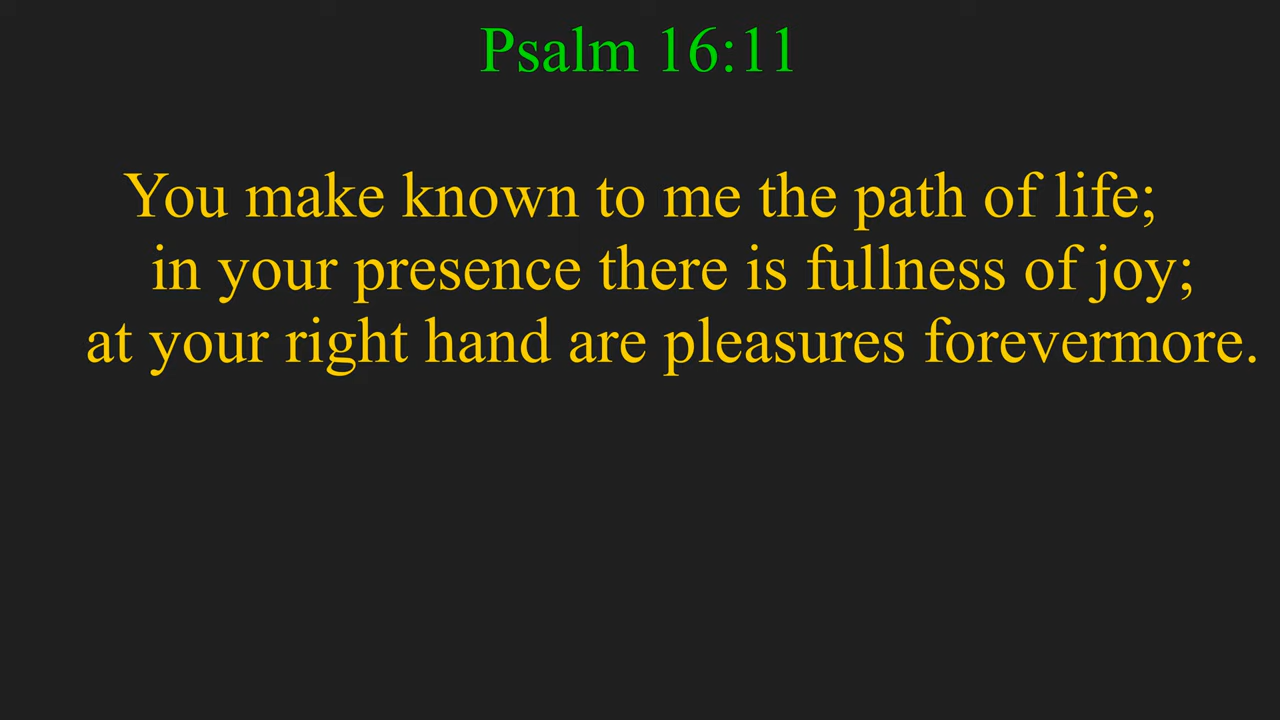 Psalm 16:11
You make known to me the path of life;
in your presence there is fullness of joy;
at your right hand are pleasures forevermore.